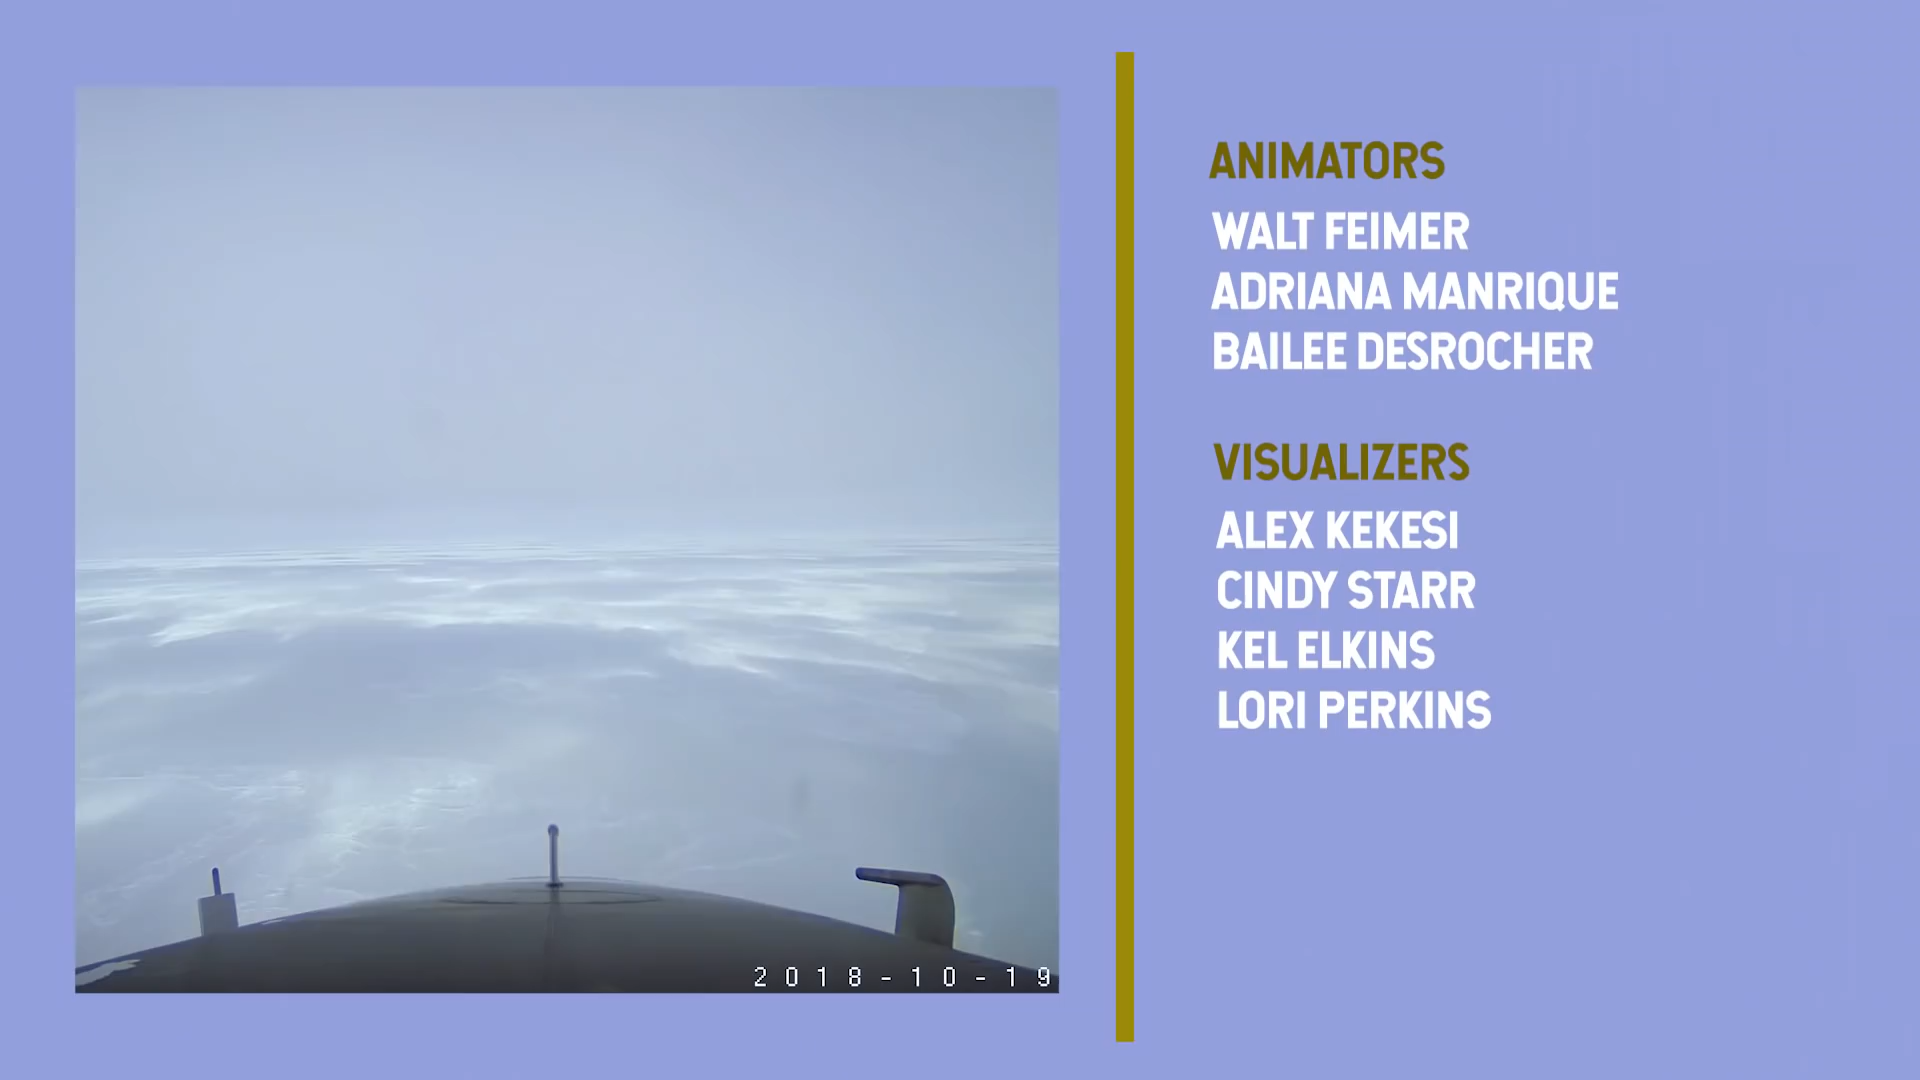 ANIMATORS
WALT FEIMER
ADRIANA MANRIQUE
BAILEE DESROCHER
VISUALIZERS
ALEX KEKESI
CINDY STARR
KEL ELKINS
LORI PERKINS
2018-10-19